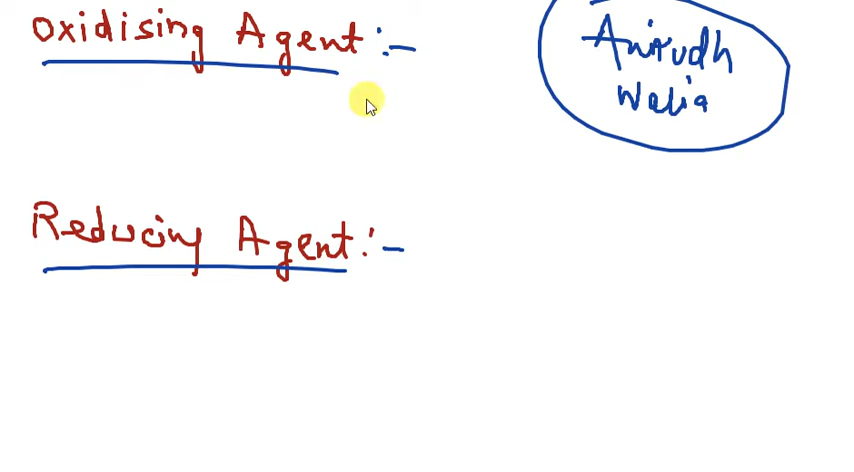 Oxidising Agent :-
Anirudh
Walia
Reducing Agent :-